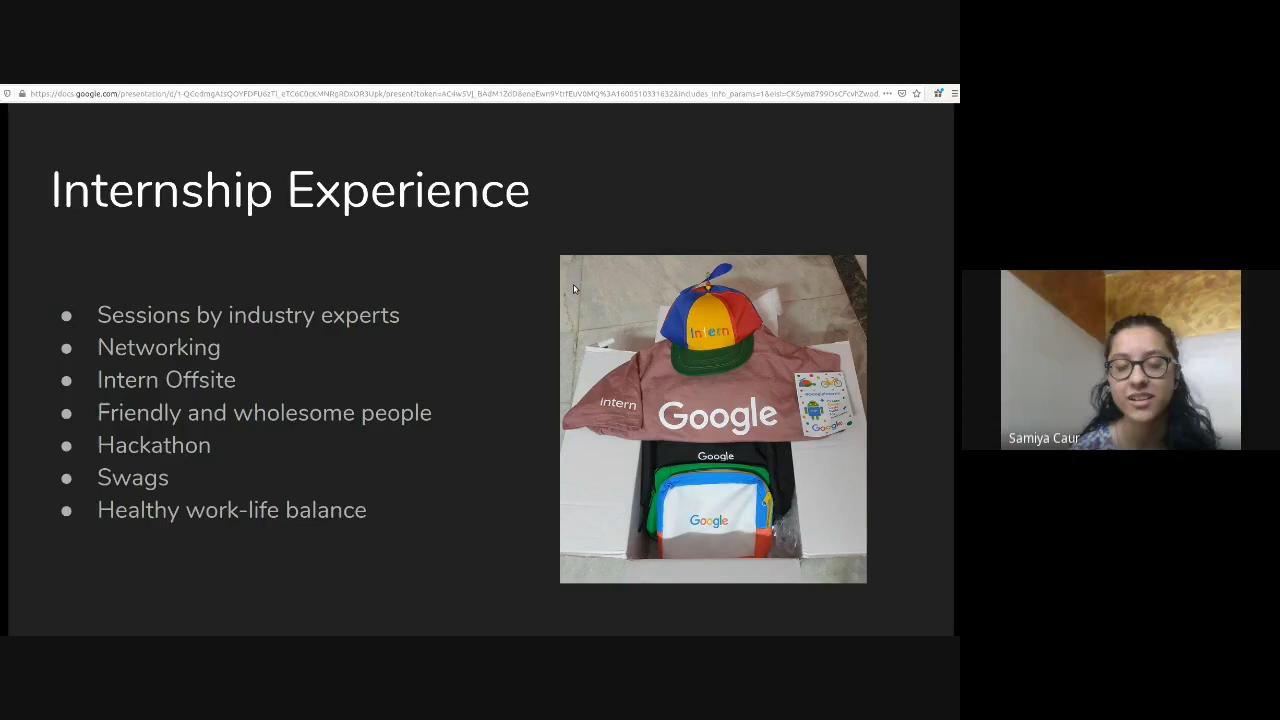 Internship Experience
Sessions by industry experts
Networking
Intern Offsite
Friendly and wholesome people
Hackathon
Swags
Healthy work-life balance
Intern
Intern
Google
Google
Google
Google
Samiya Caur